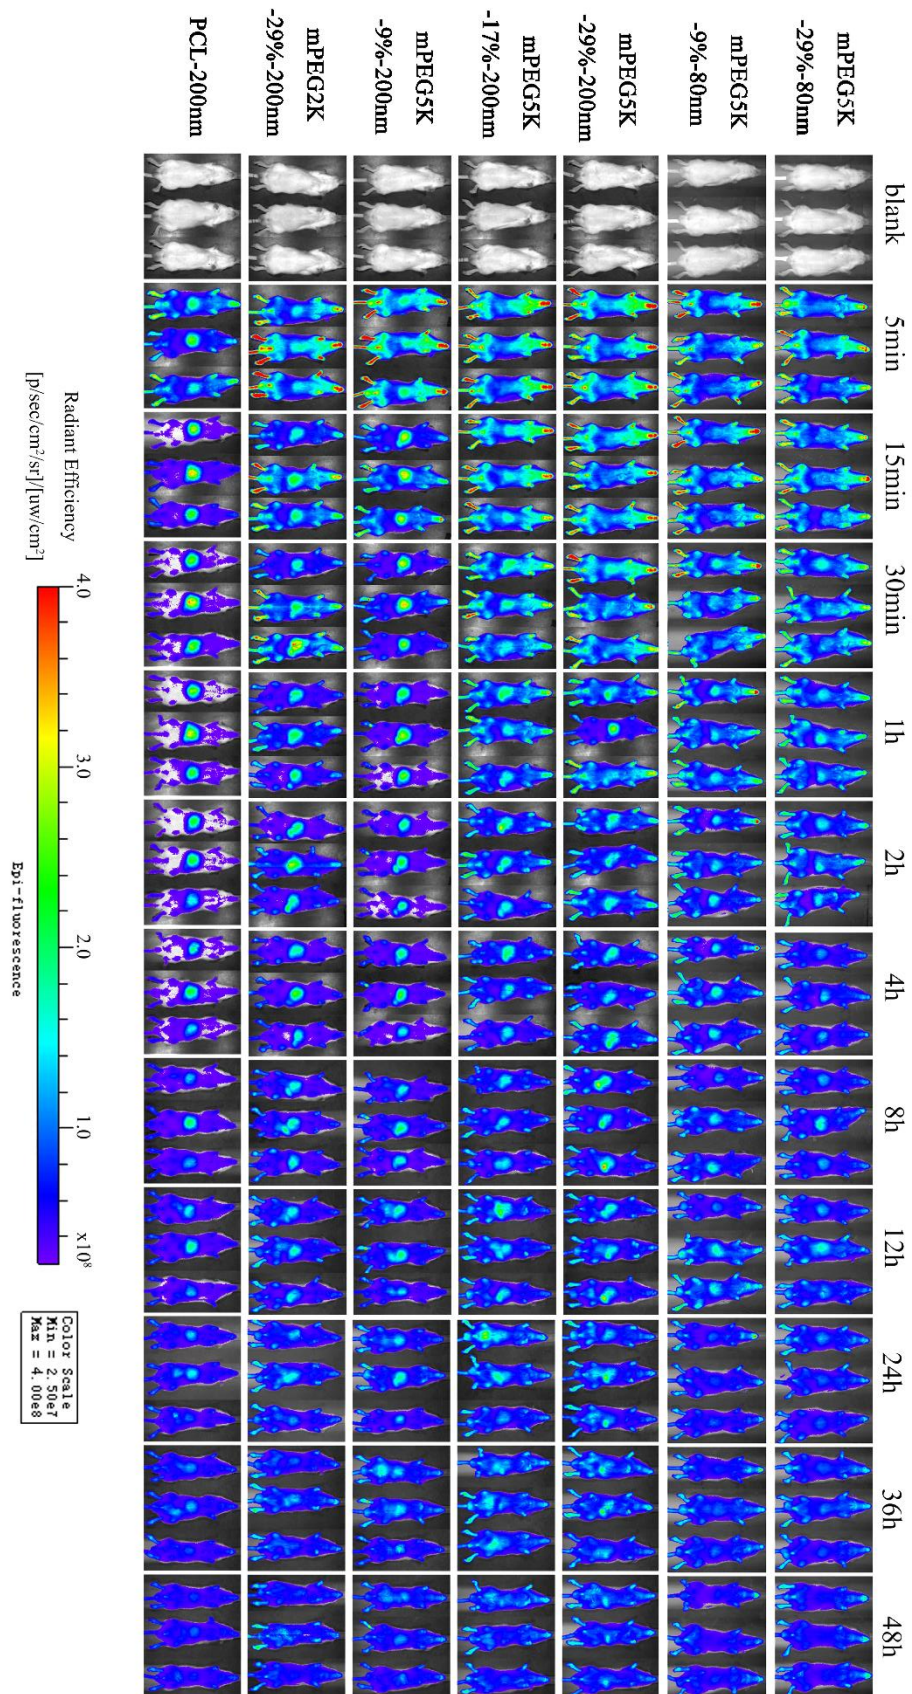 blank
5min
15min
30min
1h
2h
4h
8h
12h
24h
36h
48h
mPEG5K
-29%-80nm
mPEG5K
-9%-80nm
mPEG5K
-29%-200nm
mPEG5K
-17%-200nm
mPEG5K
-9%-200nm
mPEG2K
-29%-200nm
PCL-200nm
Radiant Efficiency
[p/sec/cm²/sr]/[uw/cm²]
4.0
3.0
2.0
1.0
x10⁸
Epi-fluorescence
Color Scale
Min = 2.50e7
Max = 4.00e8